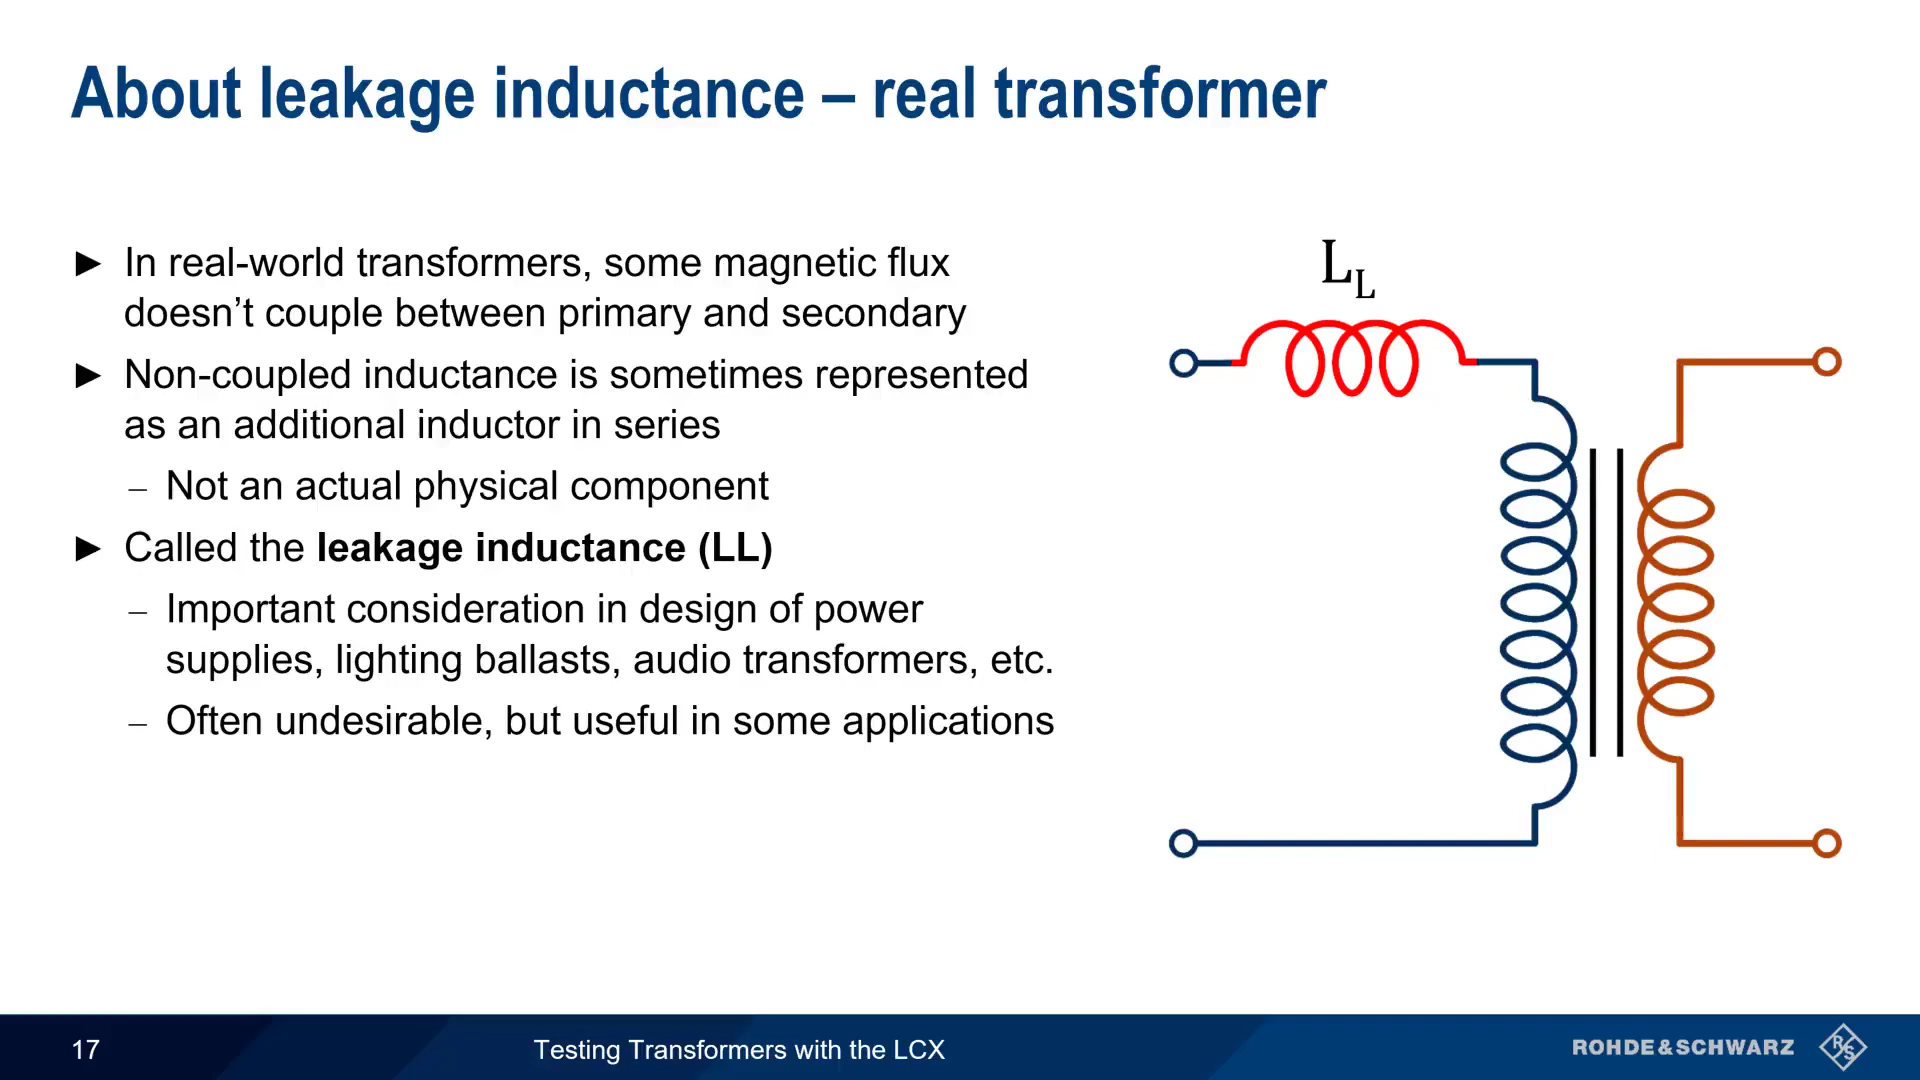 About leakage inductance – real transformer
► In real-world transformers, some magnetic flux
doesn’t couple between primary and secondary
► Non-coupled inductance is sometimes represented
as an additional inductor in series
– Not an actual physical component
► Called the leakage inductance (LL)
– Important consideration in design of power
supplies, lighting ballasts, audio transformers, etc.
– Often undesirable, but useful in some applications
LL
17
Testing Transformers with the LCX
ROHDE&SCHWARZ
R&S